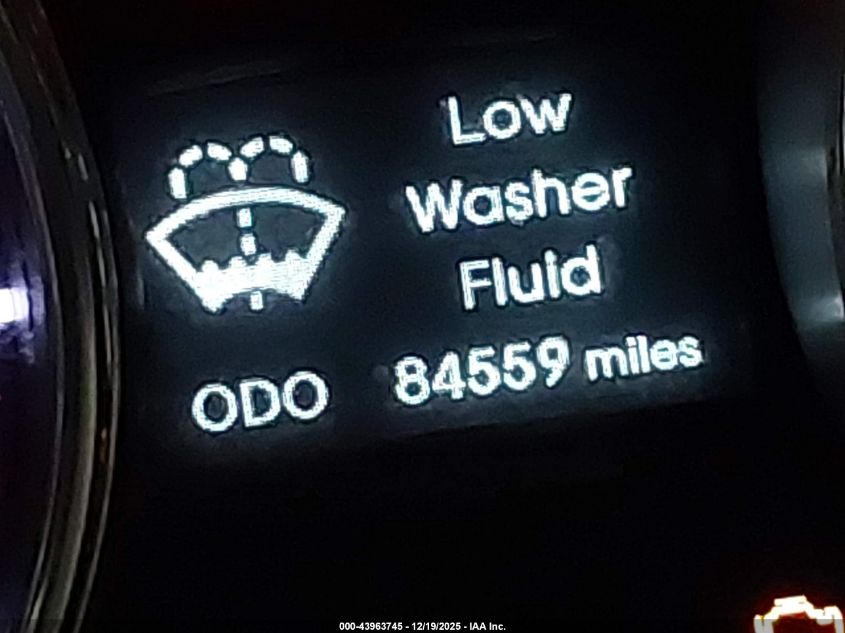 Low
Washer
Fluid
ODO 84559 miles
000-43963745 - 12/19/2025 - IAA Inc.